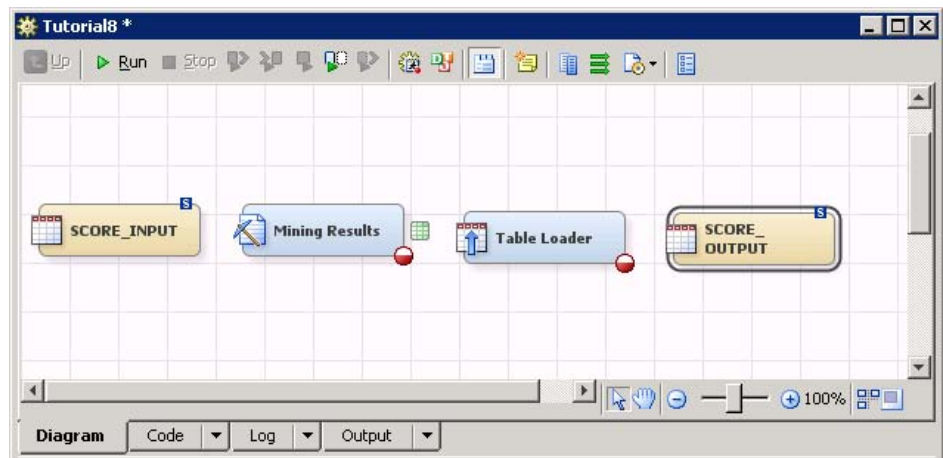 Tutorial8 *
Up Run Stop
S
SCORE_INPUT
Mining Results
Table Loader
S
SCORE_
OUTPUT
100%
Diagram Code Log Output